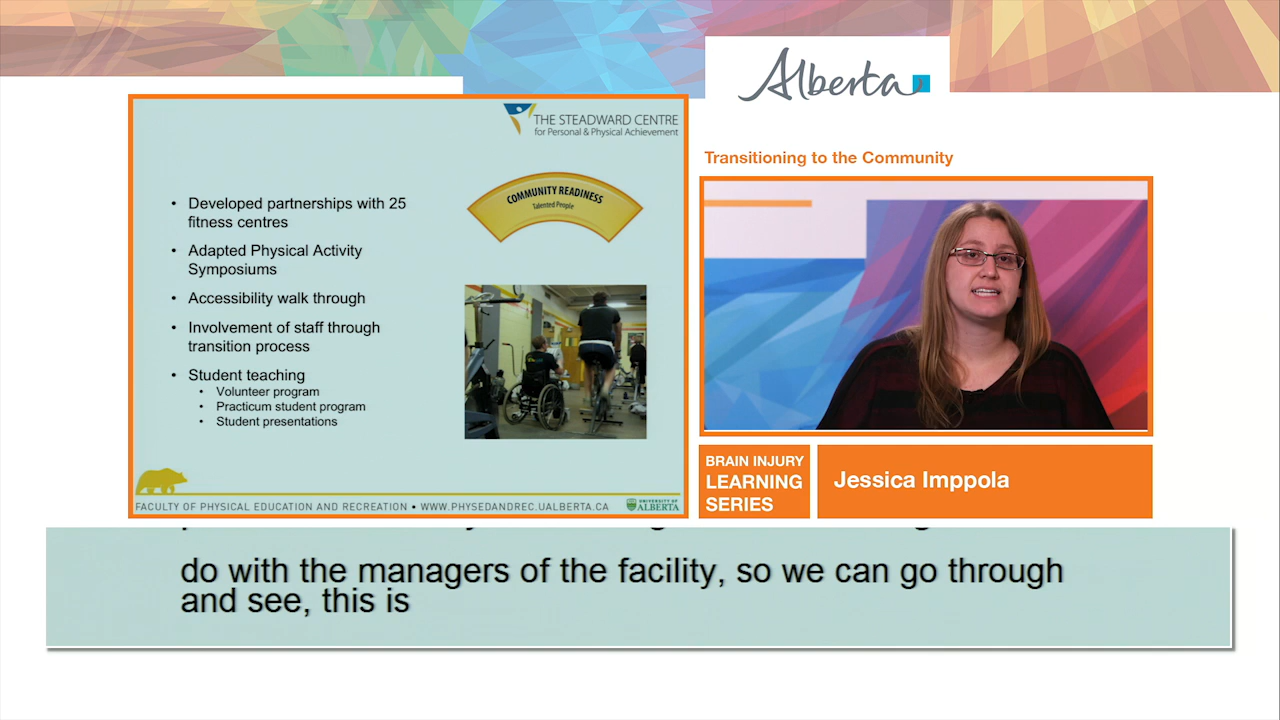 Alberta
THE STEADWARD CENTRE
for Personal & Physical Achievement
COMMUNITY READINESS
Talented People
• Developed partnerships with 25
fitness centres
• Adapted Physical Activity
Symposiums
• Accessibility walk through
• Involvement of staff through
transition process
• Student teaching
• Volunteer program
• Practicum student program
• Student presentations
FACULTY OF PHYSICAL EDUCATION AND RECREATION • WWW.PHYSEDANDREC.UALBERTA.CA
UNIVERSITY OF
ALBERTA
Transitioning to the Community
BRAIN INJURY
LEARNING
SERIES
Jessica Imppola
do with the managers of the facility, so we can go through
and see, this is